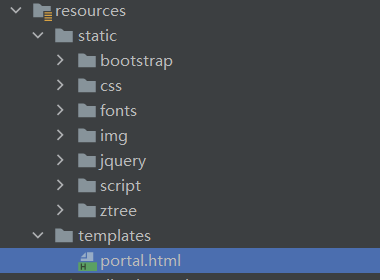 resources
static
bootstrap
css
fonts
img
jquery
script
ztree
templates
portal.html